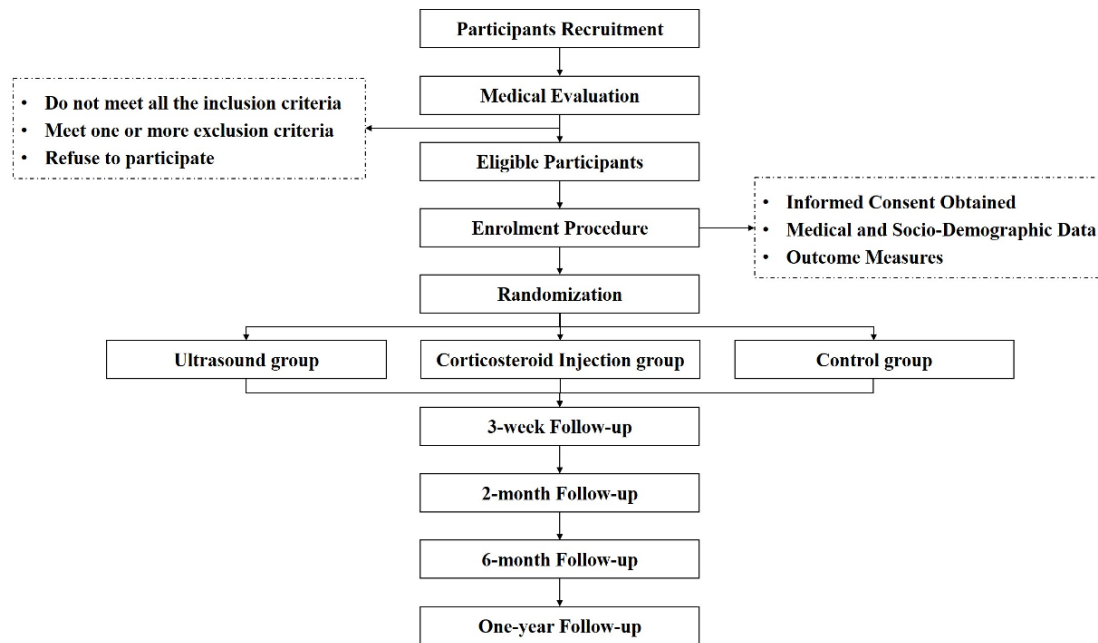 Participants Recruitment
Medical Evaluation
• Do not meet all the inclusion criteria
• Meet one or more exclusion criteria
• Refuse to participate
Eligible Participants
Enrolment Procedure
• Informed Consent Obtained
• Medical and Socio-Demographic Data
• Outcome Measures
Randomization
Ultrasound group
Corticosteroid Injection group
Control group
3-week Follow-up
2-month Follow-up
6-month Follow-up
One-year Follow-up